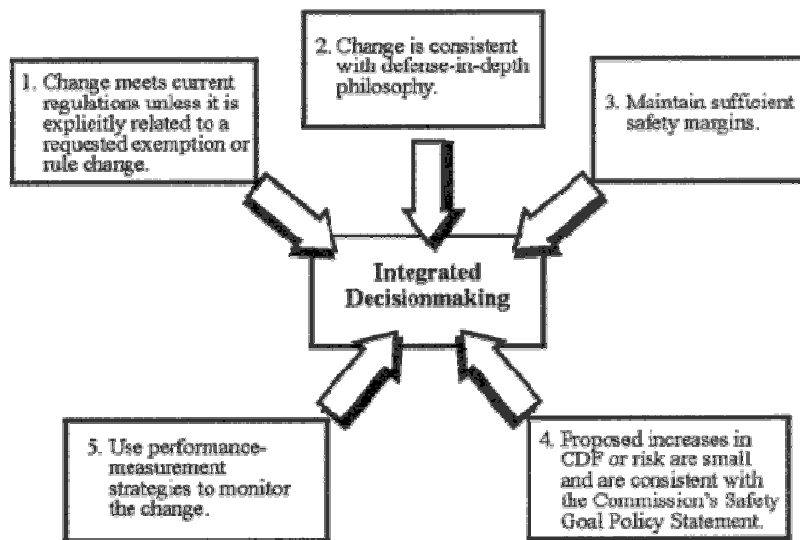 1. Change meets current
regulations unless it is
explicitly related to a
requested exemption or
rule change.
2. Change is consistent
with defense-in-depth
philosophy.
3. Maintain sufficient
safety margins.
Integrated
Decisionmaking
5. Use performance-
measurement
strategies to monitor
the change.
4. Proposed increases in
CDF or risk are small
and are consistent with
the Commission's Safety
Goal Policy Statement.